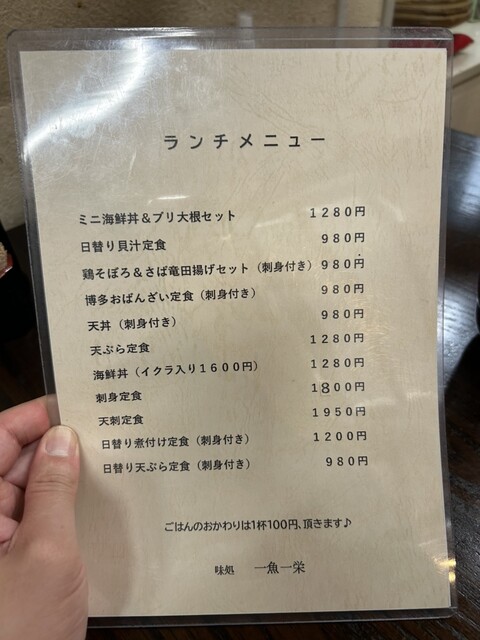 ランチメニュー
ミニ海鮮丼＆ブリ大根セット 1280円
日替り貝汁定食 980円
鶏そぼろ＆さば竜田揚げセット（刺身付き） 980円
博多おばんざい定食（刺身付き） 980円
天丼（刺身付き） 980円
天ぷら定食 1280円
海鮮丼（イクラ入り1600円） 1280円
刺身定食 1800円
天刺定食 1950円
日替り煮付け定食（刺身付き） 1200円
日替り天ぷら定食（刺身付き） 980円
ごはんのおかわりは1杯100円、頂きます♪
味処 一魚一栄